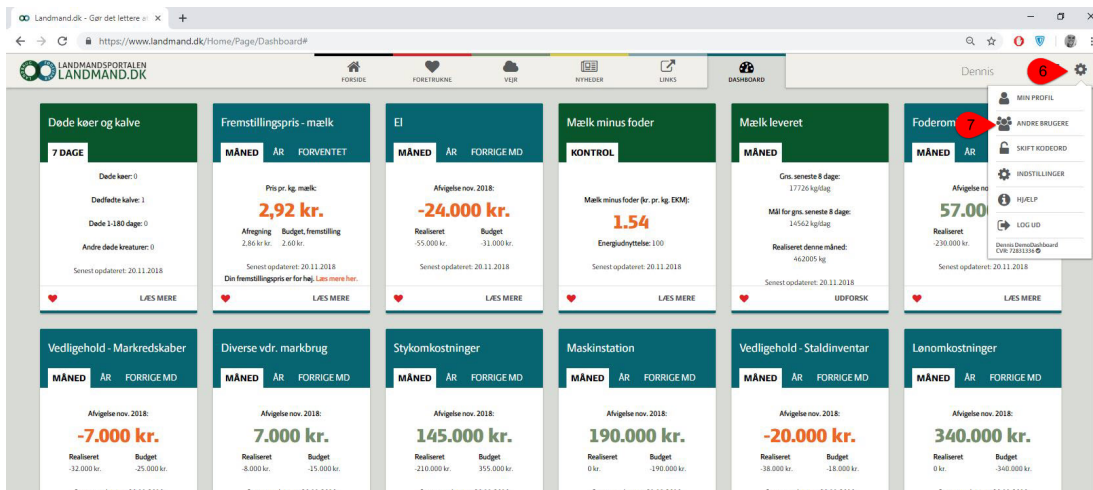 Landmand.dk - Gør det lettere a
https://www.landmand.dk/Home/Page/Dashboard#
LANDMANDSPORTALEN
LANDMAND.DK
FORSIDE
FORETRUKNE
VEJR
NYHEDER
LINKS
DASHBOARD
Dennis
6
MIN PROFIL
7
ANDRE BRUGERE
SKIFT KODEORD
INDSTILLINGER
HJÆLP
LOG UD
Dennis DemoDashboard
CVR: 72831336
Døde køer og kalve
7 DAGE
Døde køer: 0
Dødfødte kalve: 1
Døde 1-180 dage: 0
Andre døde kreaturer: 0
Senest opdateret: 20.11.2018
LÆS MERE
Fremstillingspris - mælk
MÅNED ÅR FORVENTET
Pris pr. kg. mælk:
2,92 kr.
Afregning Budget, fremstilling
2,86 kr kr. 2.60 kr.
Senest opdateret: 20.11.2018
Din fremstillingspris er for høj. Læs mere her.
LÆS MERE
El
MÅNED ÅR FORRIGE MD
Afvigelse nov. 2018:
-24.000 kr.
Realiseret Budget
-55.000 kr. -31.000 kr.
Senest opdateret: 20.11.2018
LÆS MERE
Mælk minus foder
KONTROL
Mælk minus foder (kr. pr. kg. EKM):
1.54
Energiudnyttelse: 100
Senest opdateret: 20.11.2018
LÆS MERE
Mælk leveret
MÅNED
Gns. seneste 8 dage:
17726 kg/dag
Mål for gns. seneste 8 dage:
14562 kg/dag
Realiseret denne måned:
462005 kg
Senest opdateret: 20.11.2018
UDFORSK
Foderom
MÅNED ÅR
Afvigelse no
57.00
Realiseret
-230.000 kr.
Senest opdateret: 20.11.2018
LÆS MERE
Vedligehold - Markredskaber
MÅNED ÅR FORRIGE MD
Afvigelse nov. 2018:
-7.000 kr.
Realiseret Budget
-32.000 kr. -25.000 kr.
Diverse vdr. markbrug
MÅNED ÅR FORRIGE MD
Afvigelse nov. 2018:
7.000 kr.
Realiseret Budget
-8.000 kr. -15.000 kr.
Stykomkostninger
MÅNED ÅR FORRIGE MD
Afvigelse nov. 2018:
145.000 kr.
Realiseret Budget
-210.000 kr. 355.000 kr.
Maskinstation
MÅNED ÅR FORRIGE MD
Afvigelse nov. 2018:
190.000 kr.
Realiseret Budget
0 kr. -190.000 kr.
Vedligehold - Staldinventar
MÅNED ÅR FORRIGE MD
Afvigelse nov. 2018:
-20.000 kr.
Realiseret Budget
-38.000 kr. -18.000 kr.
Lønomkostninger
MÅNED ÅR FORRIGE MD
Afvigelse nov. 2018:
340.000 kr.
Realiseret Budget
0 kr. -340.000 kr.